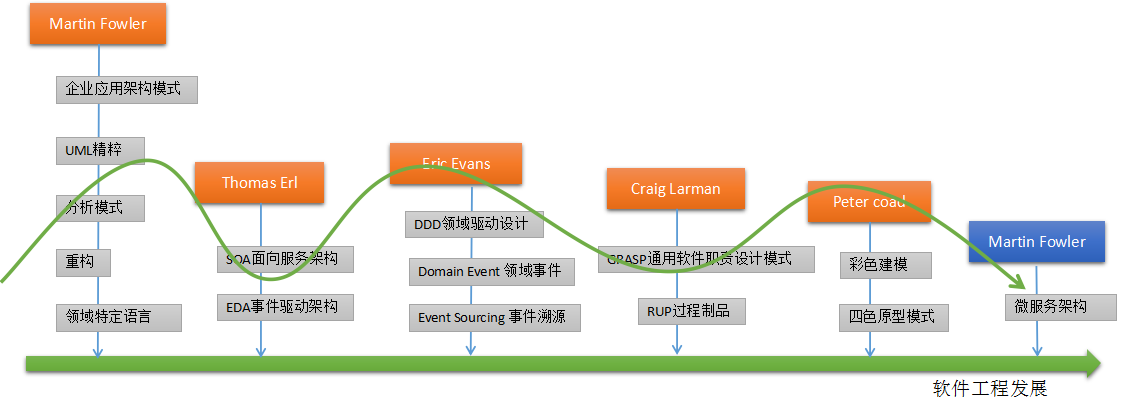 Martin Fowler
企业应用架构模式
UML精粹
分析模式
重构
领域特定语言
Thomas Erl
SOA面向服务架构
EDA事件驱动架构
Eric Evans
DDD领域驱动设计
Domain Event 领域事件
Event Sourcing 事件溯源
Craig Larman
GRASP通用软件职责设计模式
RUP过程制品
Peter coad
彩色建模
四色原型模式
Martin Fowler
微服务架构
软件工程发展